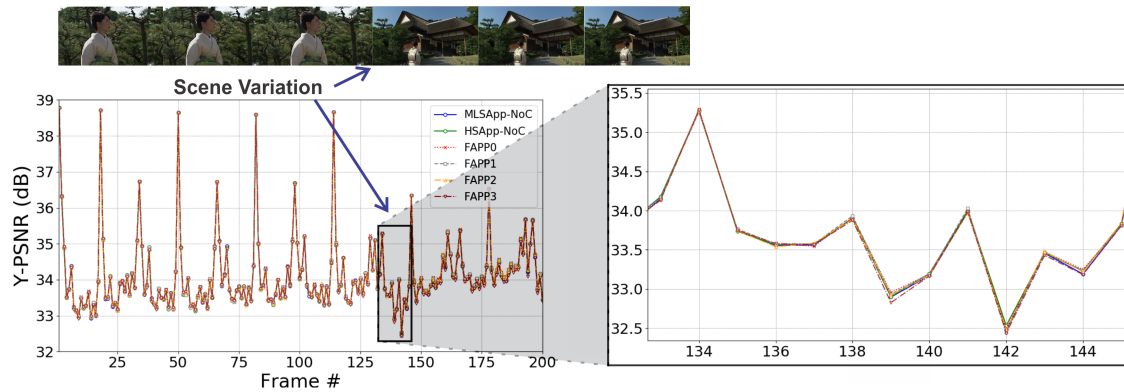 Scene Variation
39
38
37
36
35
34
33
32
Y-PSNR (dB)
MLSApp-NoC
HSApp-NoC
FAPP0
FAPP1
FAPP2
FAPP3
25 50 75 100 125 150 175 200
Frame #
35.5
35.0
34.5
34.0
33.5
33.0
32.5
134 136 138 140 142 144